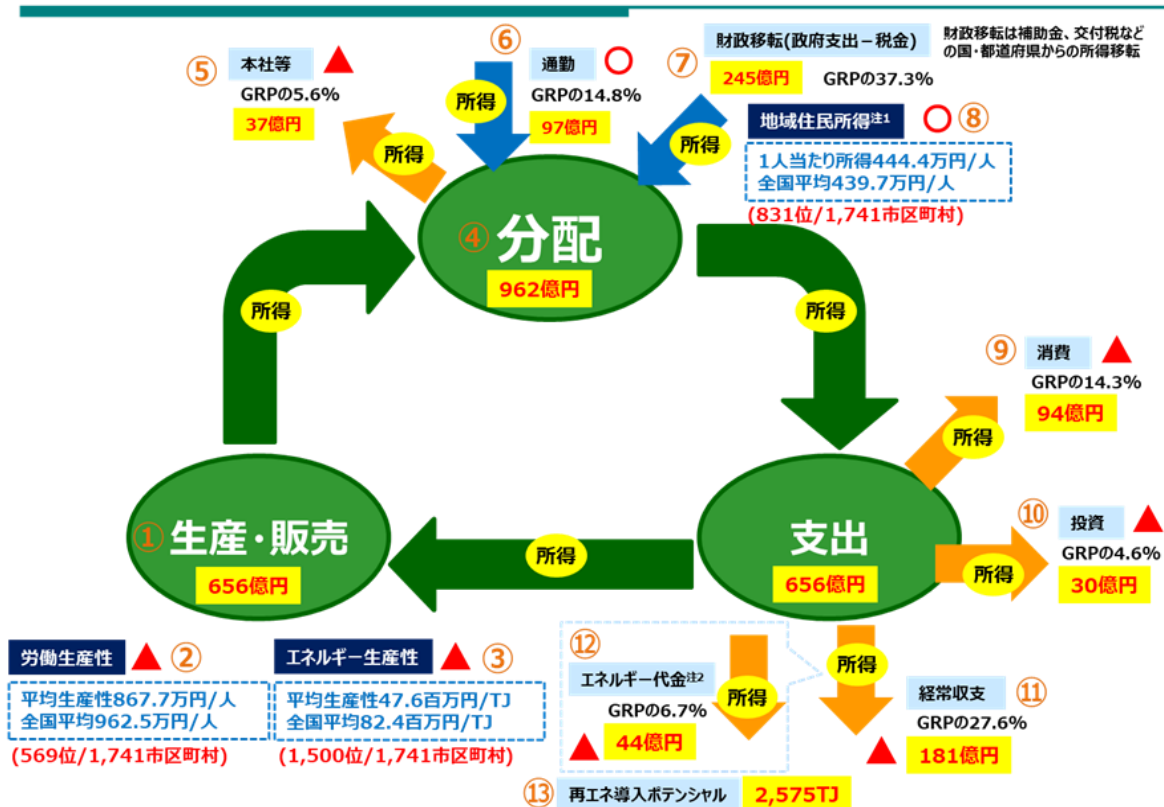 ⑤
本社等 ▲
GRPの5.6%
37億円
所得
⑥
所得
通勤 ○
GRPの14.8%
97億円
⑦
財政移転(政府支出－税金)
245億円 GRPの37.3%
財政移転は補助金、交付税など
の国・都道府県からの所得移転
所得
地域住民所得注1 ○ ⑧
1人当たり所得444.4万円/人
全国平均439.7万円/人
(831位/1,741市区町村)
④ 分配
962億円
所得
所得
⑨ 消費 ▲
GRPの14.3%
94億円
所得
① 生産・販売
656億円
所得
支出
656億円
⑩ 投資 ▲
GRPの4.6%
30億円
所得
労働生産性 ▲ ②
平均生産性867.7万円/人
全国平均962.5万円/人
(569位/1,741市区町村)
エネルギー生産性 ▲ ③
平均生産性47.6百万円/TJ
全国平均82.4百万円/TJ
(1,500位/1,741市区町村)
⑫
エネルギー代金注2
GRPの6.7%
▲ 44億円
所得
所得
経常収支 ⑪
GRPの27.6%
▲ 181億円
⑬ 再エネ導入ポテンシャル 2,575TJ